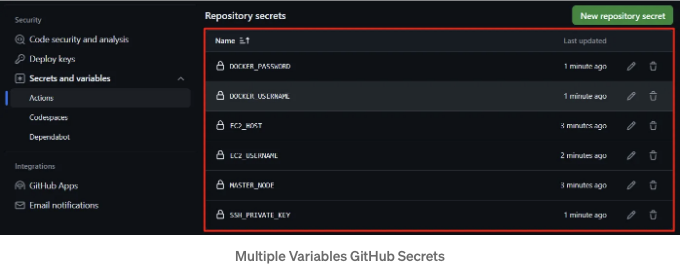 Security
Code security and analysis
Deploy keys
Secrets and variables
Actions
Codespaces
Dependabot
Integrations
GitHub Apps
Email notifications
Repository secrets
New repository secret
Name Last updated
DOCKER_PASSWORD 1 minute ago
DOCKER_USERNAME 1 minute ago
EC2_HOST 3 minutes ago
EC2_USERNAME 2 minutes ago
MASTER_NODE 3 minutes ago
SSH_PRIVATE_KEY 1 minute ago
Multiple Variables GitHub Secrets